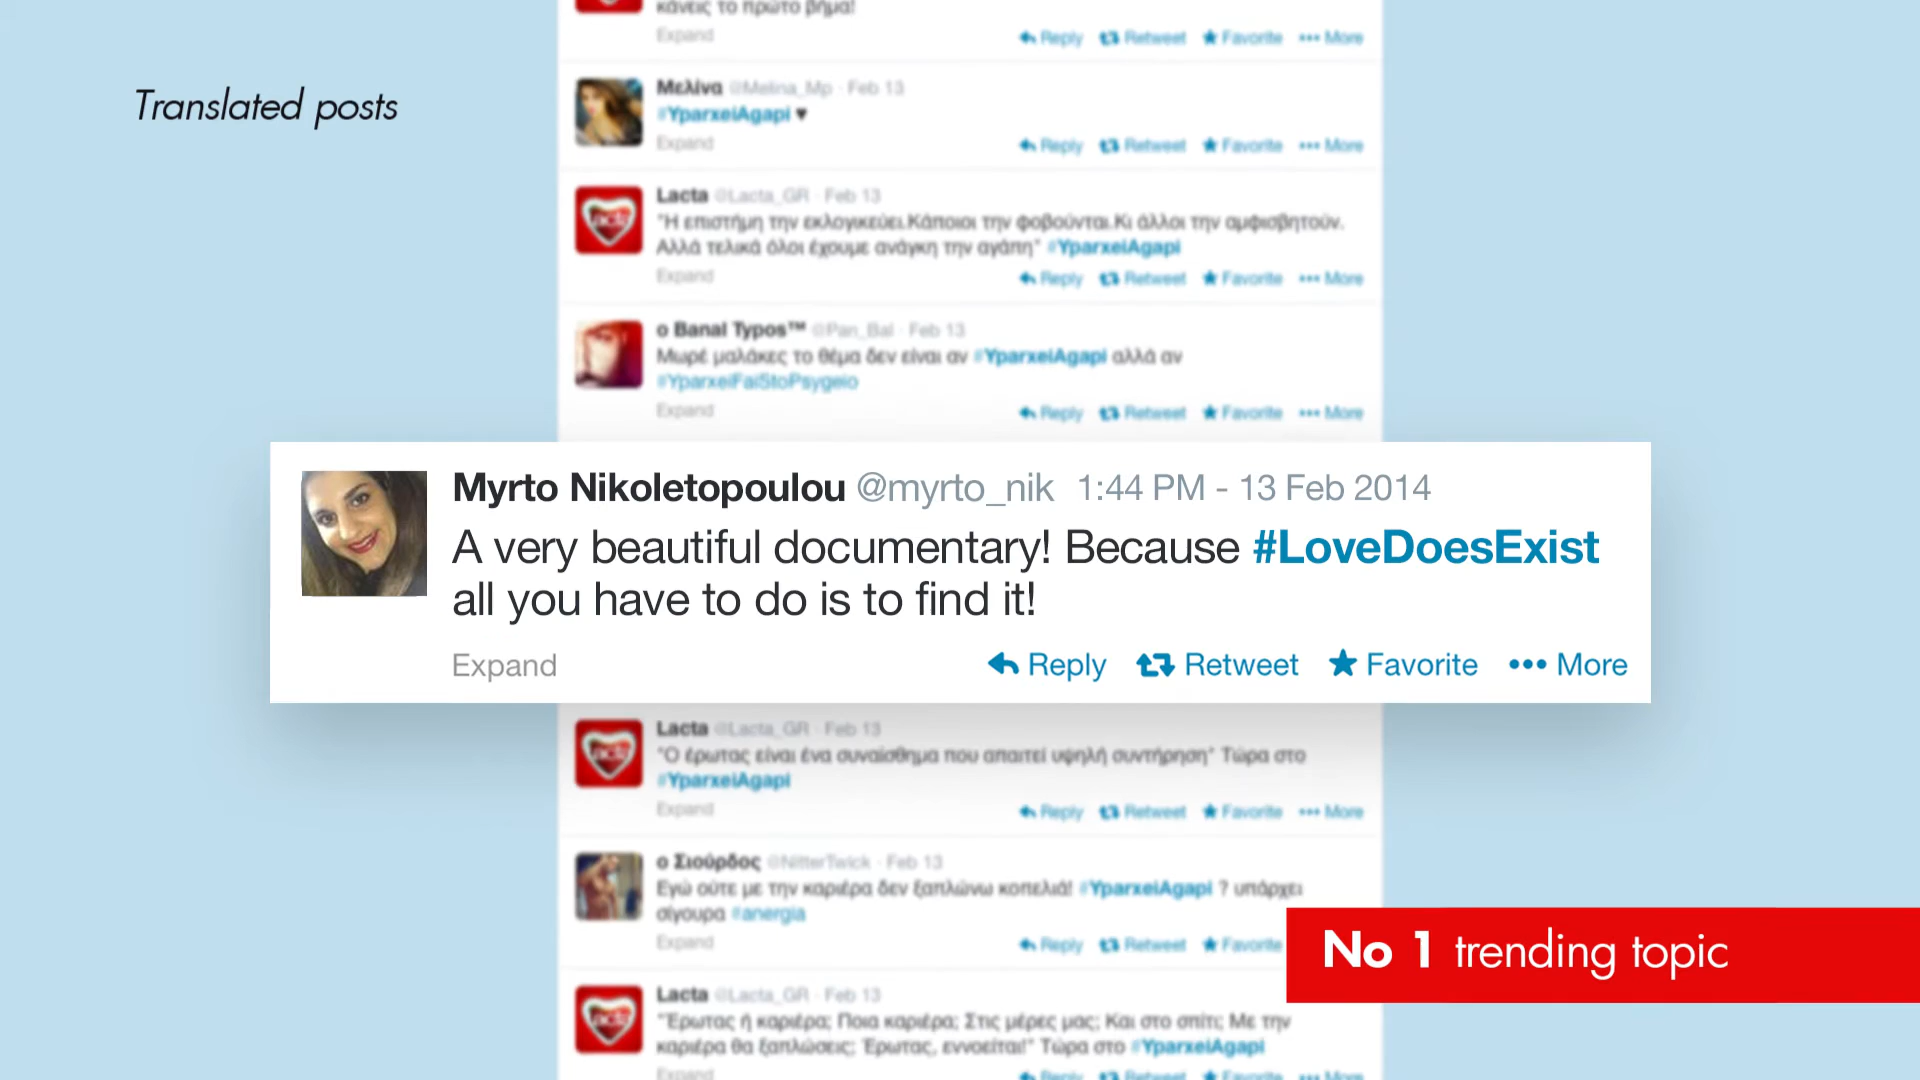 κάνεις το πρώτο βήμα!
Expand
Reply Retweet Favorite More
Translated posts
Μελίνα @Melina_Mp · Feb 13
#YparxeiAgapi ♥
Expand
Reply Retweet Favorite More
Lacta @Lacta_GR · Feb 13
"Η επιστήμη την εκλογικεύει.Κάποιοι την φοβούνται.Κι άλλοι την αμφισβητούν.
Αλλά τελικά όλοι έχουμε ανάγκη την αγάπη" #YparxeiAgapi
Expand
Reply Retweet Favorite More
ο Banal Typos™ @Pan_Bal · Feb 13
Μωρέ μαλάκες το θέμα δεν είναι αν #YparxeiAgapi αλλά αν
#YparxeiFaiStoPsygeio
Expand
Reply Retweet Favorite More
Myrto Nikoletopoulou @myrto_nik 1:44 PM - 13 Feb 2014
A very beautiful documentary! Because #LoveDoesExist
all you have to do is to find it!
Expand
Reply Retweet Favorite More
Lacta @Lacta_GR · Feb 13
"Ο έρωτας είναι ένα συναίσθημα που απαιτεί υψηλή συντήρηση" Τώρα στο
#YparxeiAgapi
Expand
Reply Retweet Favorite More
ο Σιούρδος @NitterTwick · Feb 13
Εγώ ούτε με την καριέρα δεν ξαπλώνω κοπελιά! #YparxeiAgapi ? υπάρχει
σίγουρα #anergia
Expand
Reply Retweet Favorite
No 1 trending topic
Lacta @Lacta_GR · Feb 13
"Έρωτας ή καριέρα; Ποια καριέρα; Στις μέρες μας; Και στο σπίτι; Με την
καριέρα θα ξαπλώσεις; Έρωτας, εννοείται!" Τώρα στο #YparxeiAgapi
Expand
Reply Retweet Favorite More